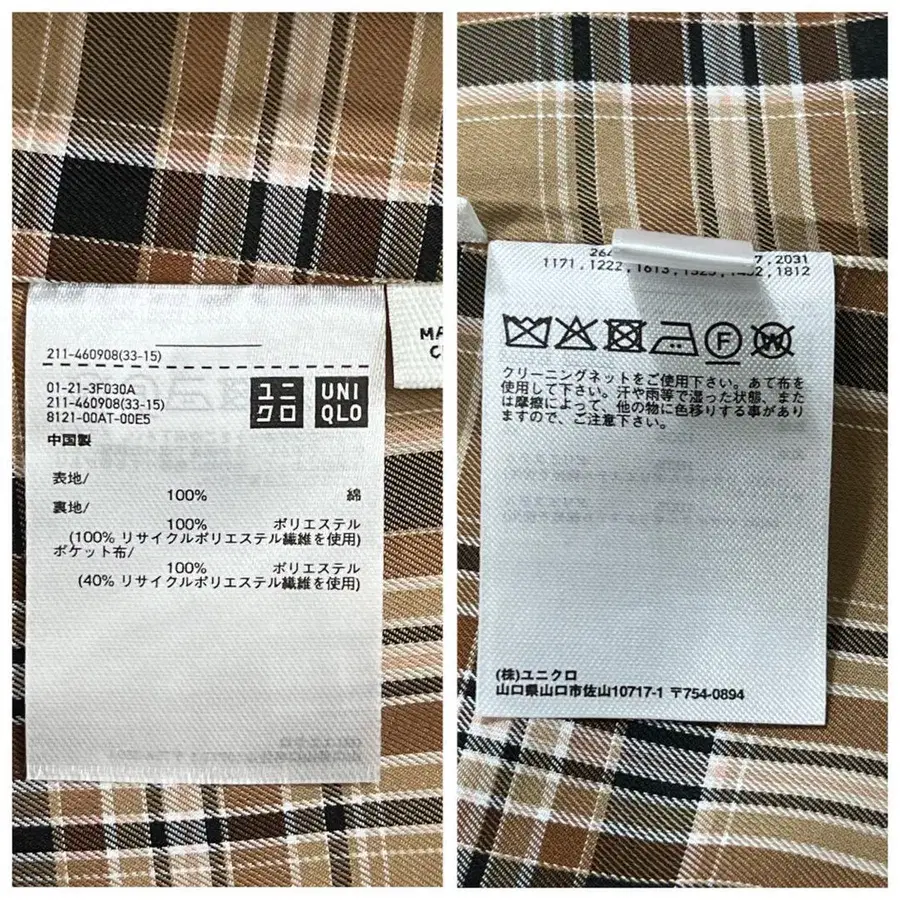 211-460908(33-15)
01-21-3F030A
211-460908(33-15)
8121-00AT-00E5
ユニクロ
UNIQLO
中国製
表地/
100% 綿
裏地/
100% ポリエステル
(100% リサイクルポリエステル繊維を使用)
ポケット布/
100% ポリエステル
(40% リサイクルポリエステル繊維を使用)
MA
C
2031
1171,1222,1613,1812
F
W
クリーニングネットをご使用下さい。あて布を
使用して下さい。汗や雨等で湿った状態、また
は摩擦によって、他の物に色移りする事があり
ますので、ご注意下さい。
(株)ユニクロ
山口県山口市佐山10717-1 〒754-0894